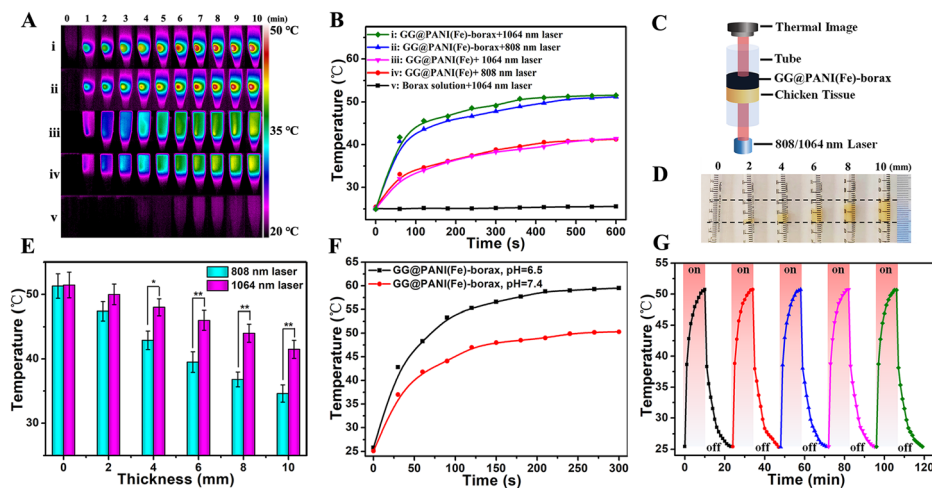 A
0 1 2 3 4 5 6 7 8 9 10 (min)
i
ii
iii
iv
v
50 ℃
35 ℃
20 ℃
B
i: GG@PANI(Fe)-borax+1064 nm laser
ii: GG@PANI(Fe)-borax+808 nm laser
iii: GG@PANI(Fe)+ 1064 nm laser
iv: GG@PANI(Fe)+ 808 nm laser
v: Borax solution+1064 nm laser
Temperature (℃)
60
50
40
30
0 100 200 300 400 500 600
Time (s)
C
Thermal Image
Tube
GG@PANI(Fe)-borax
Chicken Tissue
808/1064 nm Laser
D
0 2 4 6 8 10 (mm)
E
808 nm laser
1064 nm laser
* ** ** **
Temperature (℃)
50
40
30
0 2 4 6 8 10
Thickness (mm)
F
GG@PANI(Fe)-borax, pH=6.5
GG@PANI(Fe)-borax, pH=7.4
Temperature (℃)
65
60
55
50
45
40
35
30
25
0 50 100 150 200 250 300
Time (s)
G
on on on on on
off off off off off
Temperature (℃)
50
45
40
35
30
25
0 20 40 60 80 100 120
Time (min)